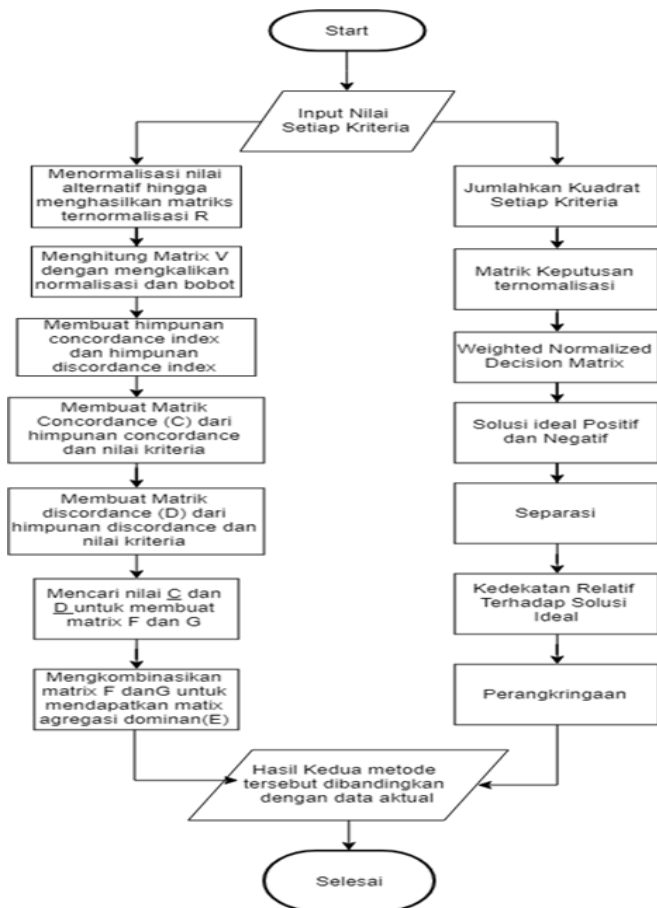 Start
Input Nilai
Setiap Kriteria
Menormalisasi nilai
alternatif hingga
menghasilkan matriks
ternormalisasi R
Menghitung Matrix V
dengan mengkalikan
normalisasi dan bobot
Membuat himpunan
concordance index
dan himpunan
discordance index
Membuat Matrik
Concordance (C) dari
himpunan concordance
dan nilai kriteria
Membuat Matrik
discordance (D) dari
himpunan discordance dan
nilai kriteria
Mencari nilai C dan
D untuk membuat
matrix F dan G
Mengkombinasikan
matrix F danG untuk
mendapatkan matix
agregasi dominan(E)
Jumlahkan Kuadrat
Setiap Kriteria
Matrik Keputusan
ternomalisasi
Weighted Normalized
Decision Matrix
Solusi ideal Positif
dan Negatif
Separasi
Kedekatan Relatif
Terhadap Solusi
Ideal
Perangkringaan
Hasil Kedua metode
tersebut dibandingkan
dengan data aktual
Selesai